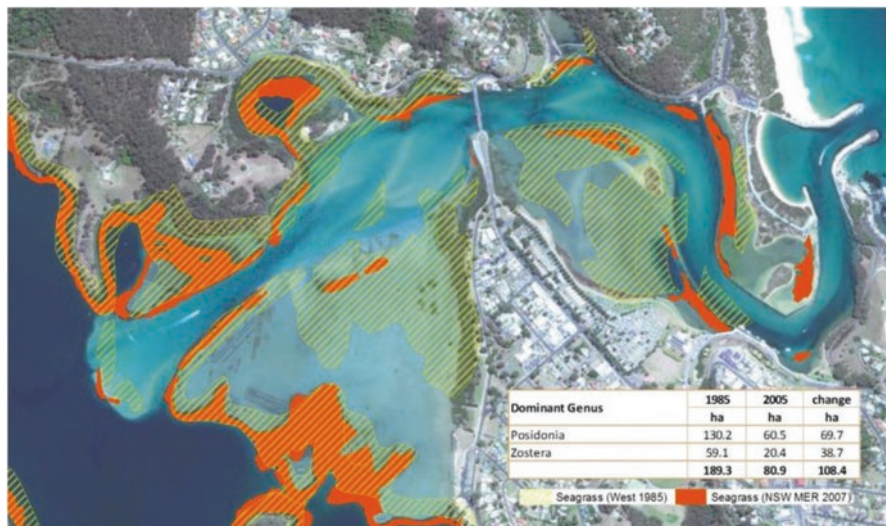 Dominant Genus 1985 2005 change
ha ha ha
Posidonia 130.2 60.5 69.7
Zostera 59.1 20.4 38.7
189.3 80.9 108.4
Seagrass (West 1985) Seagrass (NSW MER 2007)